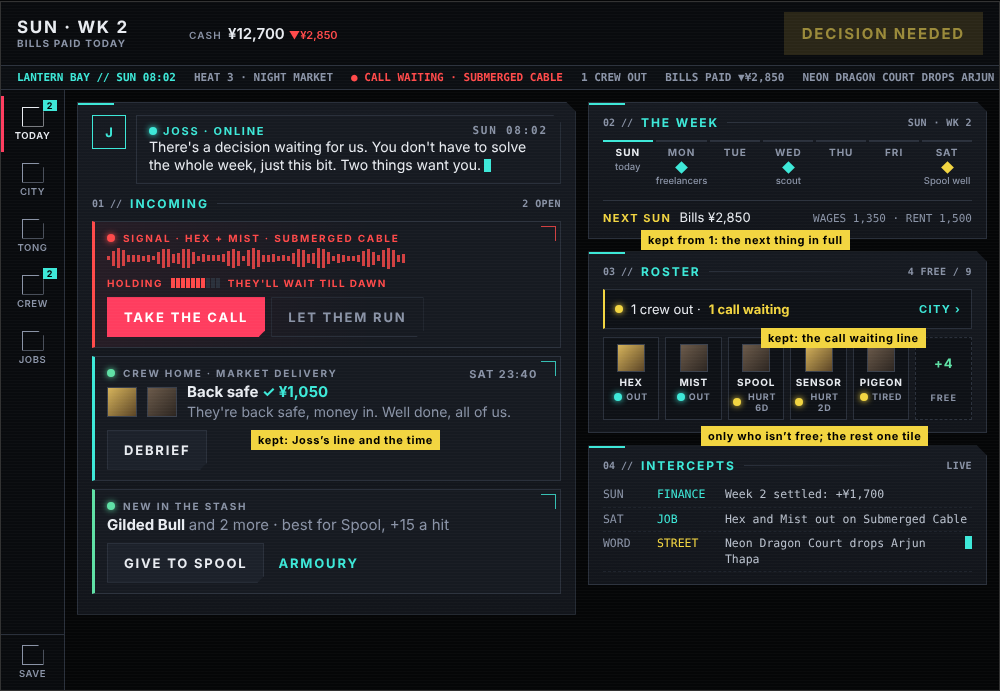 SUN · WK 2
BILLS PAID TODAY
CASH ¥12,700 ▼¥2,850
DECISION NEEDED
LANTERN BAY // SUN 08:02 HEAT 3 · NIGHT MARKET ● CALL WAITING · SUBMERGED CABLE 1 CREW OUT BILLS PAID ▼¥2,850 NEON DRAGON COURT DROPS ARJUN
2
TODAY
CITY
TONG
2
CREW
JOBS
SAVE
J
JOSS · ONLINE SUN 08:02
There's a decision waiting for us. You don't have to solve
the whole week, just this bit. Two things want you.
01 // INCOMING 2 OPEN
SIGNAL · HEX + MIST · SUBMERGED CABLE
HOLDING THEY'LL WAIT TILL DAWN
TAKE THE CALL LET THEM RUN
CREW HOME · MARKET DELIVERY SAT 23:40
Back safe ✓ ¥1,050
They're back safe, money in. Well done, all of us.
DEBRIEF
kept: Joss’s line and the time
NEW IN THE STASH
Gilded Bull and 2 more · best for Spool, +15 a hit
GIVE TO SPOOL ARMOURY
02 // THE WEEK SUN · WK 2
SUN MON TUE WED THU FRI SAT
today
freelancers scout Spool well
NEXT SUN Bills ¥2,850 WAGES 1,350 · RENT 1,500
kept from 1: the next thing in full
03 // ROSTER 4 FREE / 9
1 crew out · 1 call waiting CITY ›
kept: the call waiting line
HEX MIST SPOOL SENSOR PIGEON +4
OUT OUT HURT 6D HURT 2D TIRED FREE
only who isn’t free; the rest one tile
04 // INTERCEPTS LIVE
SUN FINANCE Week 2 settled: +¥1,700
SAT JOB Hex and Mist out on Submerged Cable
WORD STREET Neon Dragon Court drops Arjun
Thapa